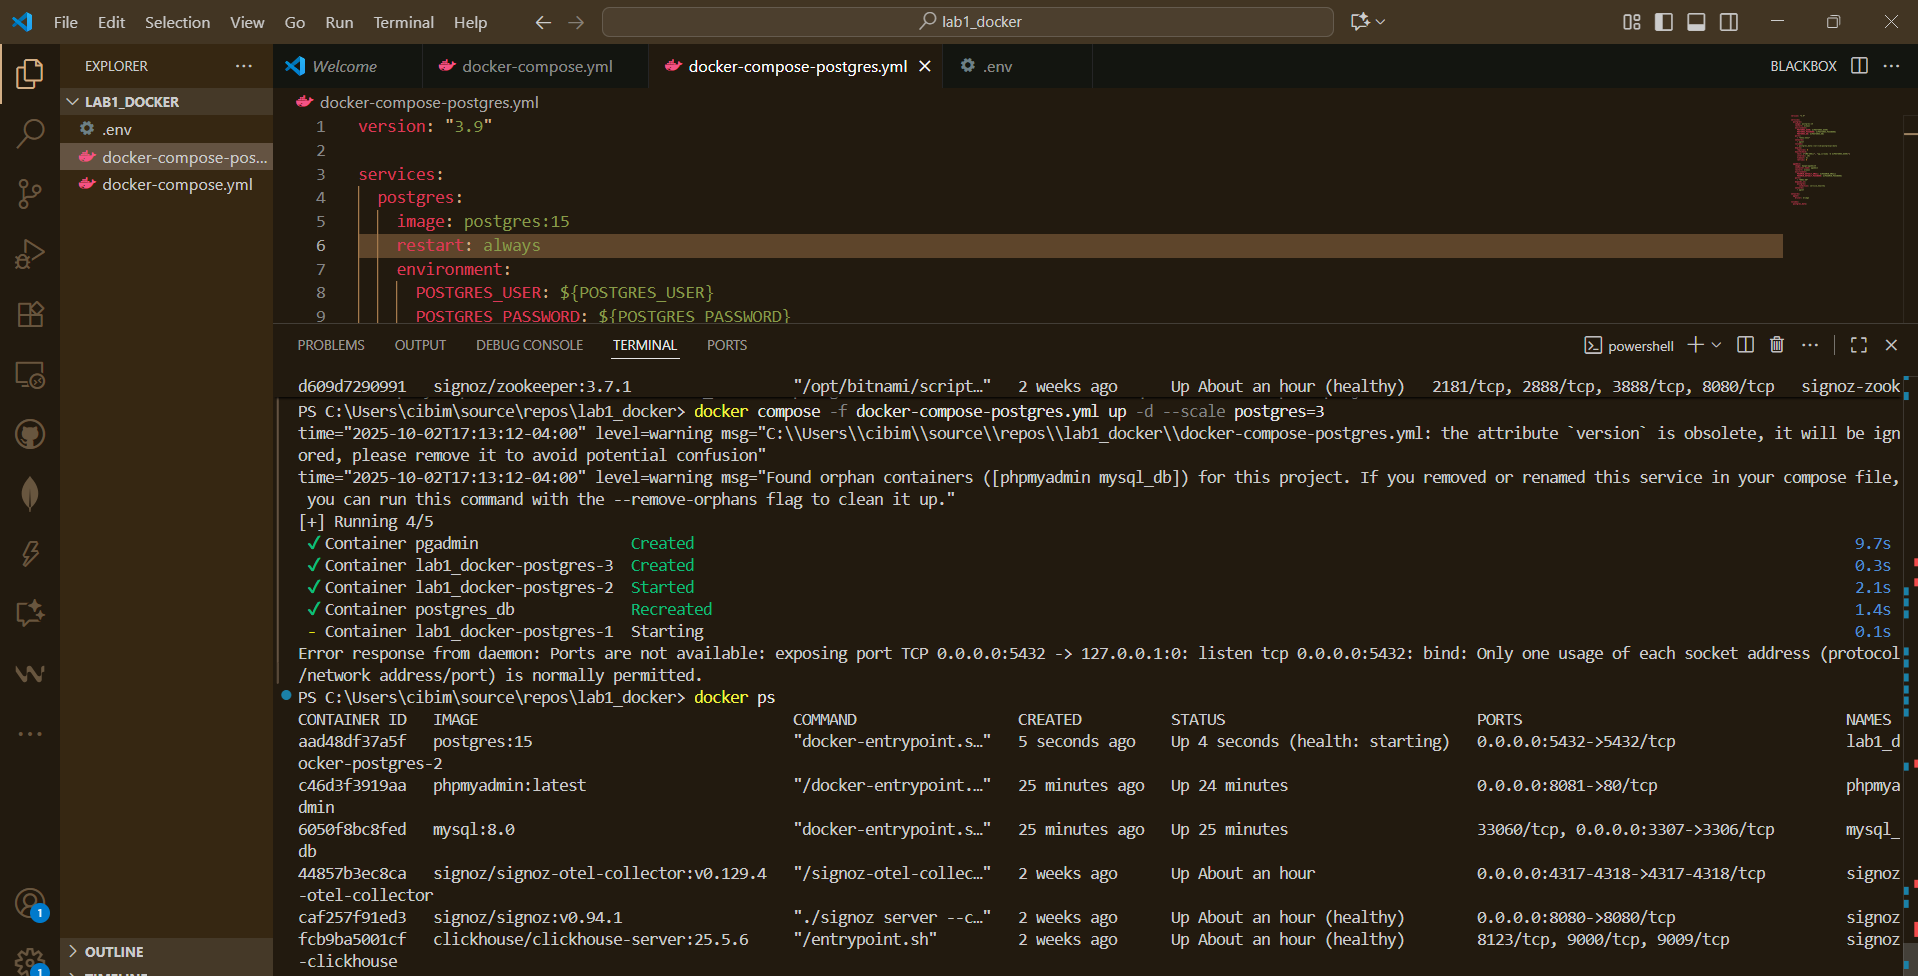 File Edit Selection View Go Run Terminal Help
lab1_docker
EXPLORER
LAB1_DOCKER
.env
docker-compose-pos...
docker-compose.yml
OUTLINE
1
1
Welcome
docker-compose.yml
docker-compose-postgres.yml
.env
BLACKBOX
docker-compose-postgres.yml
1 version: "3.9"
2
3 services:
4 postgres:
5 image: postgres:15
6 restart: always
7 environment:
8 POSTGRES_USER: ${POSTGRES_USER}
9 POSTGRES_PASSWORD: ${POSTGRES_PASSWORD}
PROBLEMS OUTPUT DEBUG CONSOLE TERMINAL PORTS
powershell
d609d7290991 signoz/zookeeper:3.7.1 "/opt/bitnami/script…" 2 weeks ago Up About an hour (healthy) 2181/tcp, 2888/tcp, 3888/tcp, 8080/tcp signoz-zook
PS C:\Users\cibim\source\repos\lab1_docker> docker compose -f docker-compose-postgres.yml up -d --scale postgres=3
time="2025-10-02T17:13:12-04:00" level=warning msg="C:\\Users\\cibim\\source\\repos\\lab1_docker\\docker-compose-postgres.yml: the attribute `version` is obsolete, it will be ign
ored, please remove it to avoid potential confusion"
time="2025-10-02T17:13:12-04:00" level=warning msg="Found orphan containers ([phpmyadmin mysql_db]) for this project. If you removed or renamed this service in your compose file,
you can run this command with the --remove-orphans flag to clean it up."
[+] Running 4/5
✓ Container pgadmin Created 9.7s
✓ Container lab1_docker-postgres-3 Created 0.3s
✓ Container lab1_docker-postgres-2 Started 2.1s
✓ Container postgres_db Recreated 1.4s
- Container lab1_docker-postgres-1 Starting 0.1s
Error response from daemon: Ports are not available: exposing port TCP 0.0.0.0:5432 -> 127.0.0.1:0: listen tcp 0.0.0.0:5432: bind: Only one usage of each socket address (protocol
/network address/port) is normally permitted.
PS C:\Users\cibim\source\repos\lab1_docker> docker ps
CONTAINER ID IMAGE COMMAND CREATED STATUS PORTS NAMES
aad48df37a5f postgres:15 "docker-entrypoint.s…" 5 seconds ago Up 4 seconds (health: starting) 0.0.0.0:5432->5432/tcp lab1_d
ocker-postgres-2
c46d3f3919aa phpmyadmin:latest "/docker-entrypoint.…" 25 minutes ago Up 24 minutes 0.0.0.0:8081->80/tcp phpmya
dmin
6050f8bc8fed mysql:8.0 "docker-entrypoint.s…" 25 minutes ago Up 25 minutes 33060/tcp, 0.0.0.0:3307->3306/tcp mysql_
db
44857b3ec8ca signoz/signoz-otel-collector:v0.129.4 "/signoz-otel-collec…" 2 weeks ago Up About an hour 0.0.0.0:4317-4318->4317-4318/tcp signoz
-otel-collector
caf257f91ed3 signoz/signoz:v0.94.1 "./signoz server --c…" 2 weeks ago Up About an hour (healthy) 0.0.0.0:8080->8080/tcp signoz
fcb9ba5001cf clickhouse/clickhouse-server:25.5.6 "/entrypoint.sh" 2 weeks ago Up About an hour (healthy) 8123/tcp, 9000/tcp, 9009/tcp signoz
-clickhouse